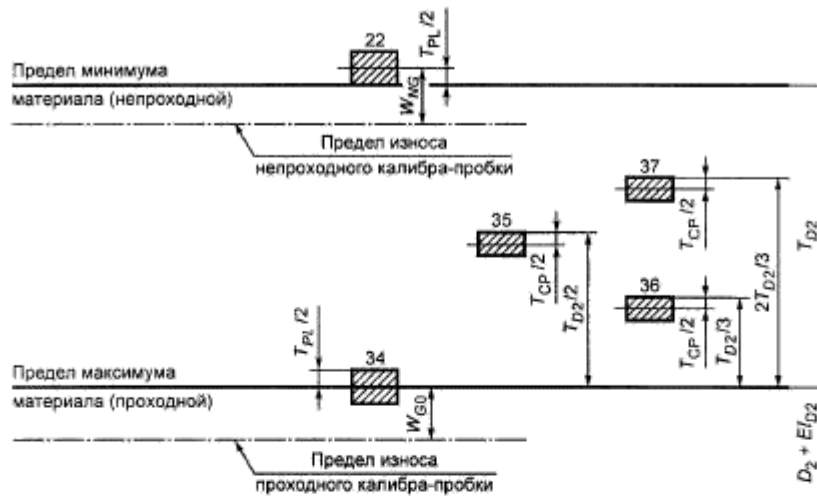 22
T_PL/2
Предел минимума
материала (непроходной)
W_NG
Предел износа
непроходного калибра-пробки
37
T_CP/2
35
T_CP/2
T_D2/2
36
T_CP/2
T_D2/3
2T_D2/3
T_D2
T_PL/2
34
Предел максимума
материала (проходной)
W_G0
Предел износа
проходного калибра-пробки
D_2 + EI_D2